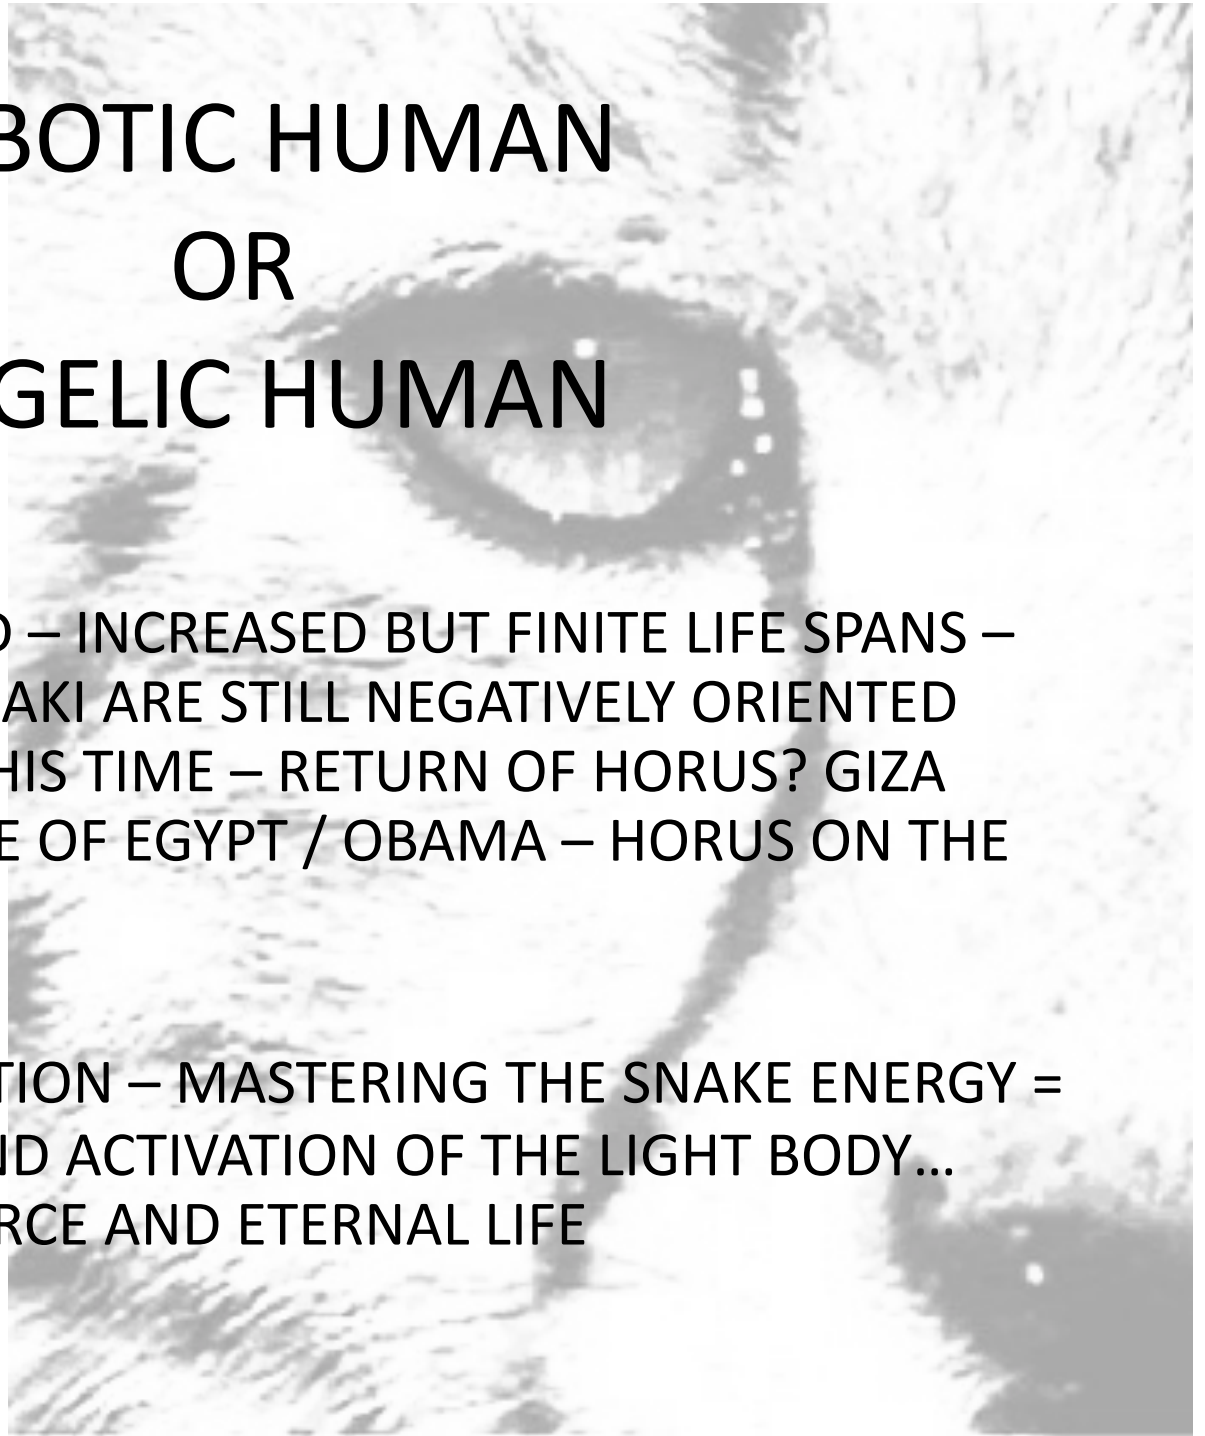 BOTIC HUMAN
OR
GELIC HUMAN
– INCREASED BUT FINITE LIFE SPANS –
AKI ARE STILL NEGATIVELY ORIENTED
HIS TIME – RETURN OF HORUS? GIZA
E OF EGYPT / OBAMA – HORUS ON THE
TION – MASTERING THE SNAKE ENERGY =
ND ACTIVATION OF THE LIGHT BODY...
RCE AND ETERNAL LIFE